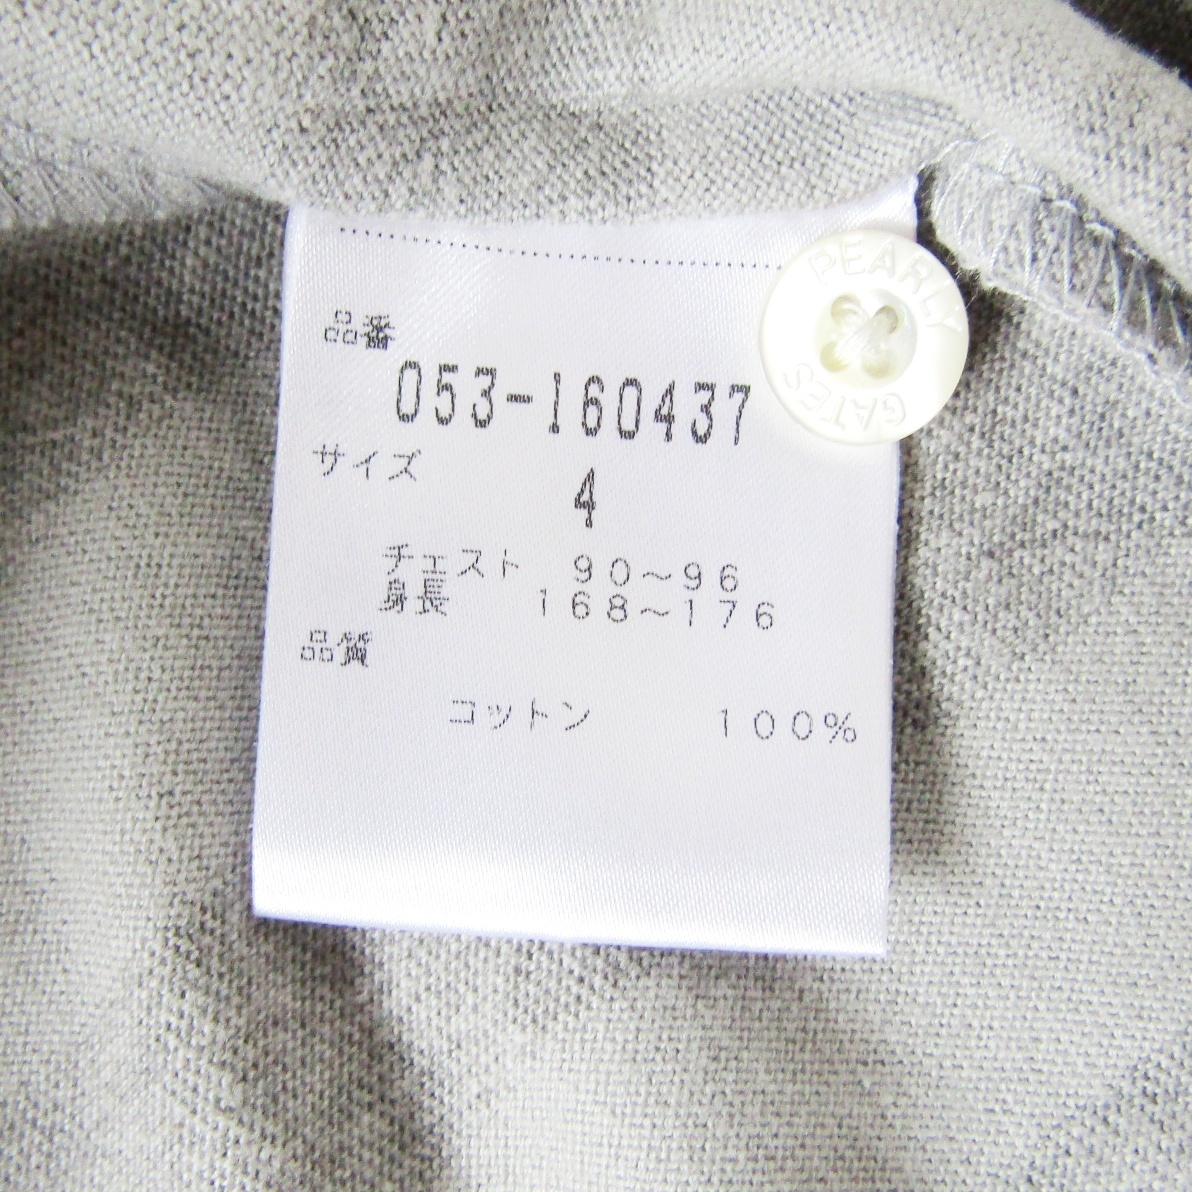 品番
053-160437
サイズ
4
チェスト 90~96
身長 168~176
品質
コットン 100%
PEARLY
GATES